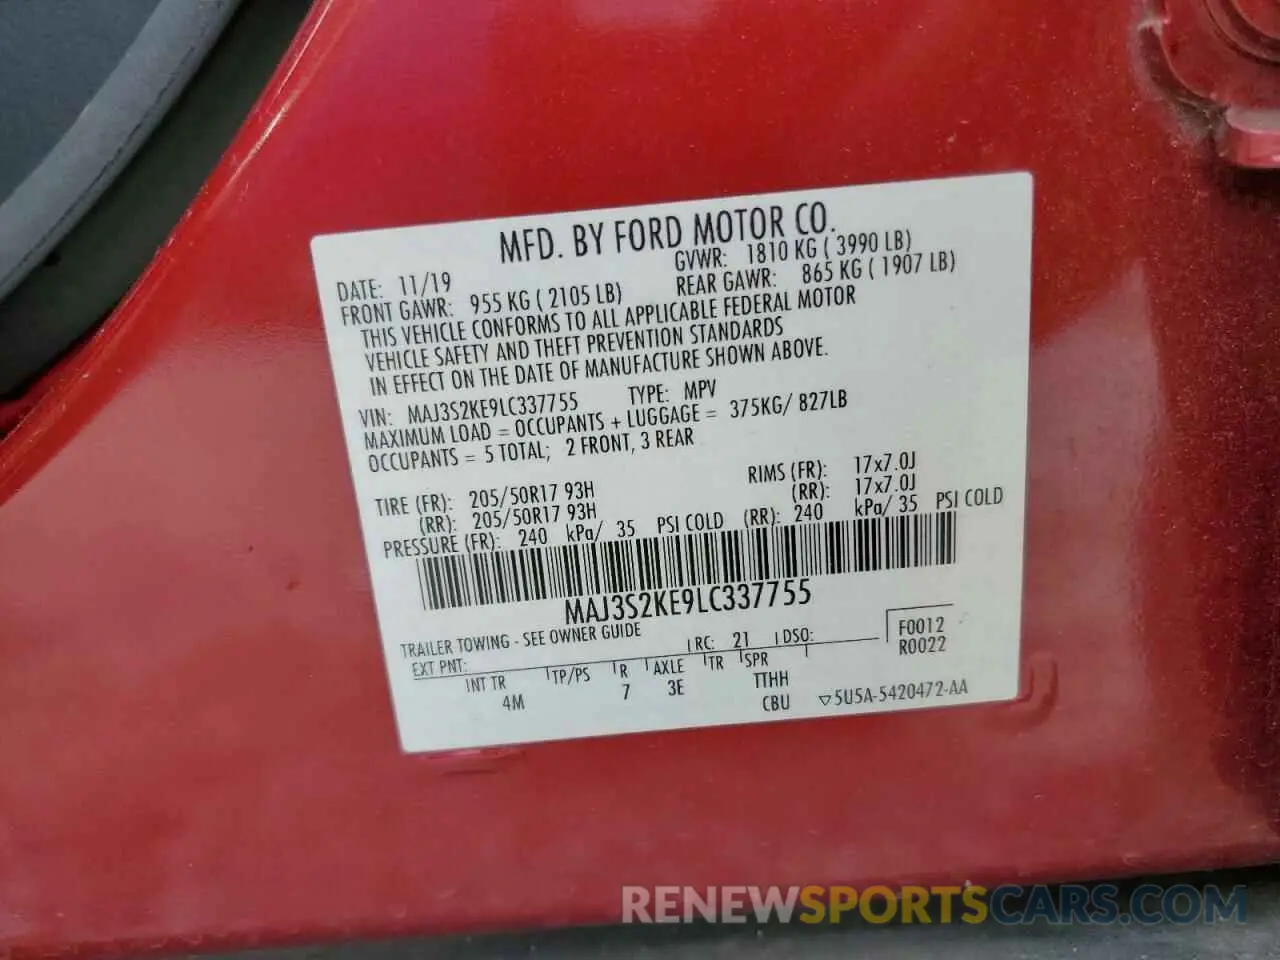 MFD. BY FORD MOTOR CO.
DATE: 11/19 GVWR: 1810 KG ( 3990 LB)
FRONT GAWR: 955 KG ( 2105 LB) REAR GAWR: 865 KG ( 1907 LB)
THIS VEHICLE CONFORMS TO ALL APPLICABLE FEDERAL MOTOR
VEHICLE SAFETY AND THEFT PREVENTION STANDARDS
IN EFFECT ON THE DATE OF MANUFACTURE SHOWN ABOVE.
VIN: MAJ3S2KE9LC337755 TYPE: MPV
MAXIMUM LOAD = OCCUPANTS + LUGGAGE = 375KG/ 827LB
OCCUPANTS = 5 TOTAL; 2 FRONT, 3 REAR
TIRE (FR): 205/50R17 93H RIMS (FR): 17x7.0J
(RR): 205/50R17 93H (RR): 17x7.0J
PRESSURE (FR): 240 kPa/ 35 PSI COLD (RR): 240 kPa/ 35 PSI COLD
MAJ3S2KE9LC337755
TRAILER TOWING - SEE OWNER GUIDE
EXT PNT: RC: 21 DSO: F0012
R0022
INT TR TP/PS R AXLE TR SPR
4M 7 3E TTHH
CBU ▽5U5A-5420472-AA
RENEWSPORTSCARS.COM